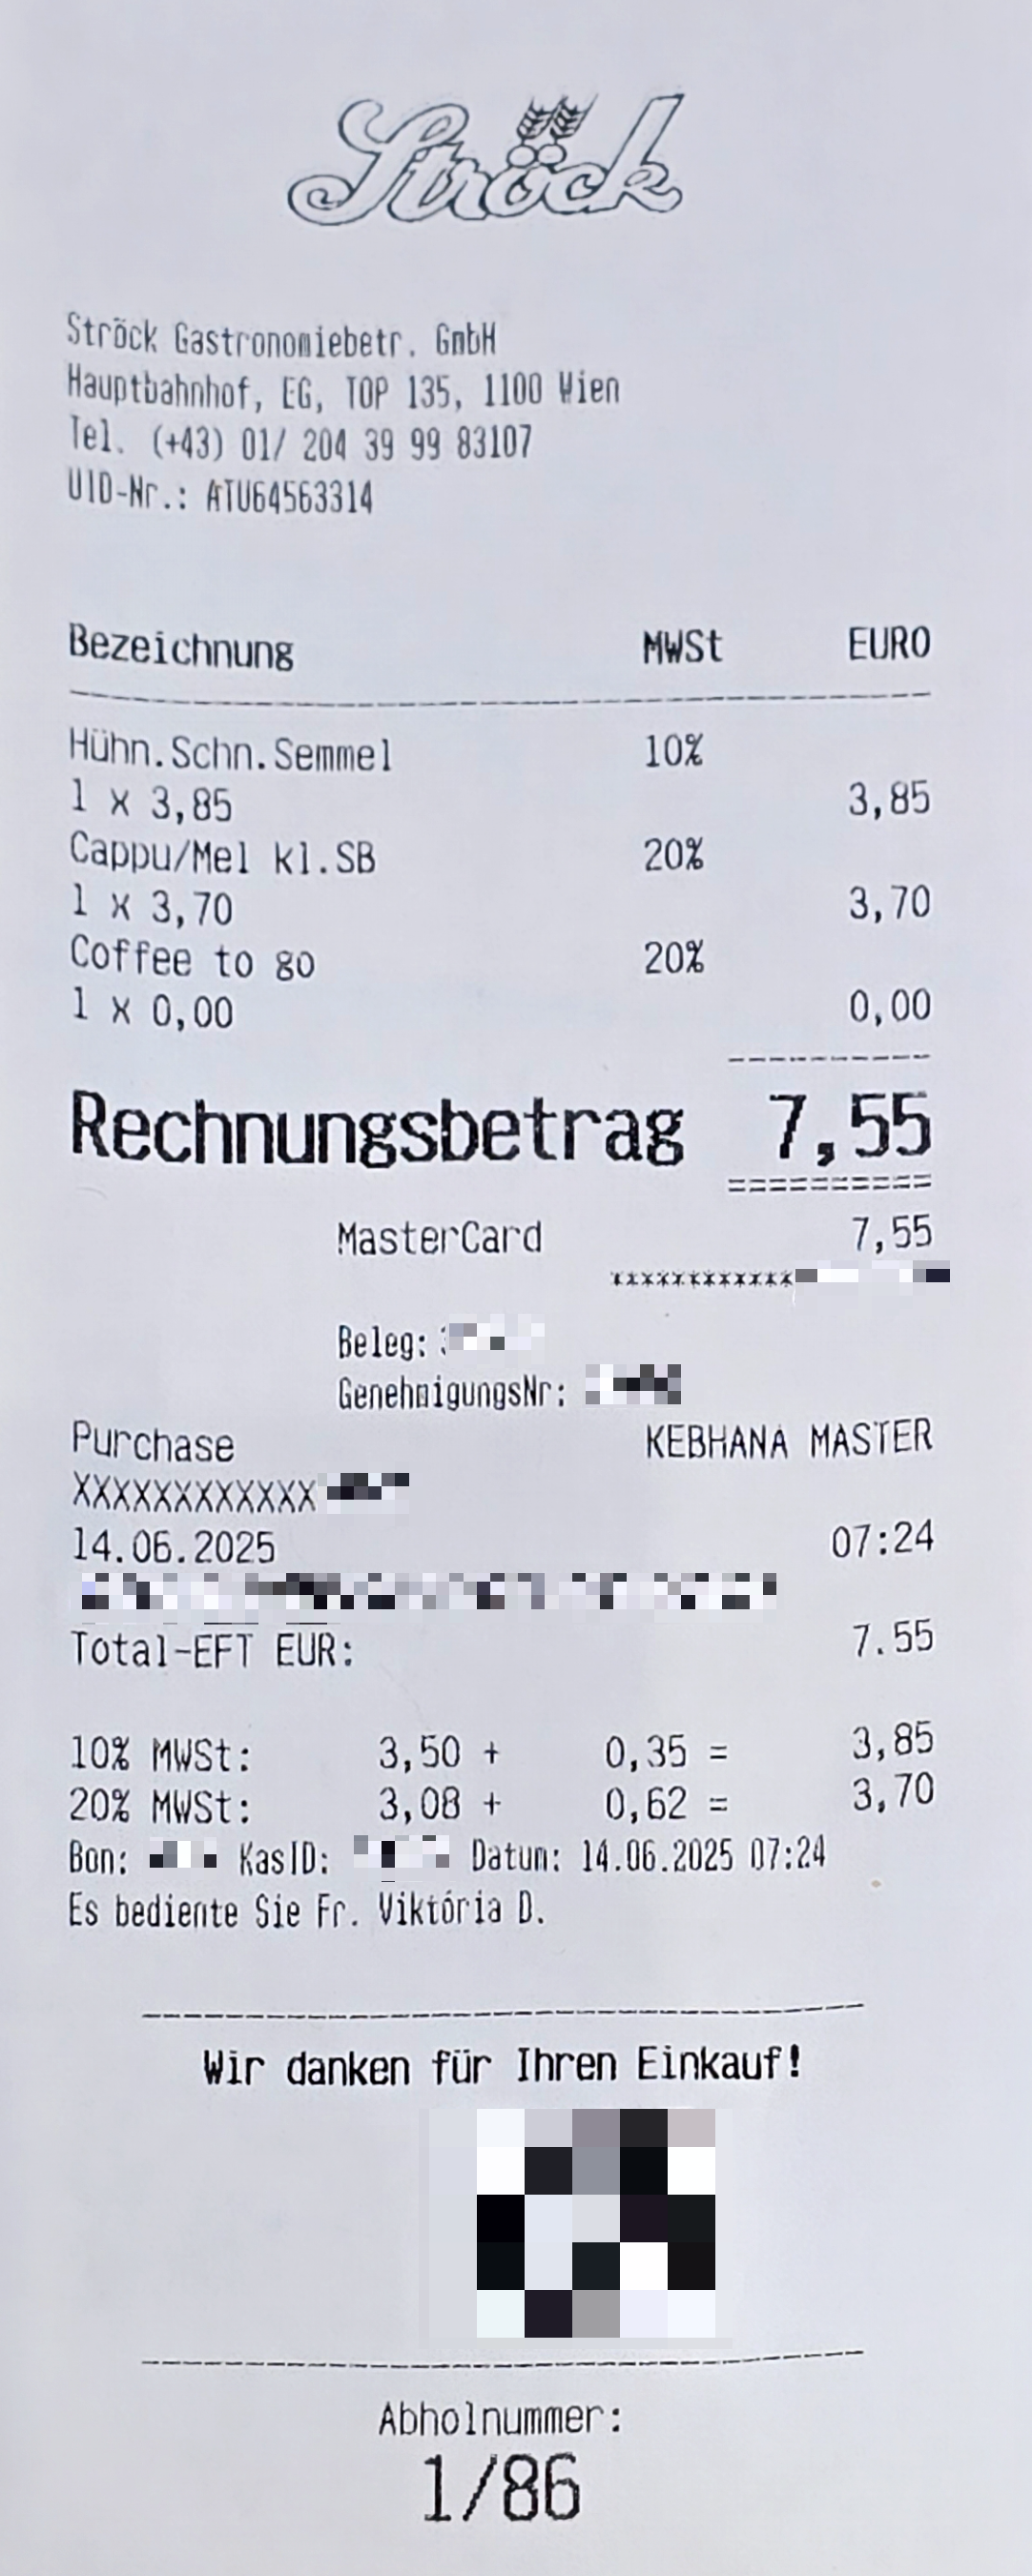 Ströck
Ströck Gastronomiebetr. GmbH
Hauptbahnhof, EG, TOP 135, 1100 Wien
Tel. (+43) 01/ 204 39 99 83107
UID-Nr.: ATU64563314
Bezeichnung MWSt EURO
Hühn.Schn.Semmel 10%
1 x 3,85 3,85
Cappu/Mel kl.SB 20%
1 x 3,70 3,70
Coffee to go 20%
1 x 0,00 0,00
Rechnungsbetrag 7,55
==========
MasterCard 7,55
xxxxxxxxxxxx
Beleg:
GenehmigungsNr:
Purchase KEBHANA MASTER
XXXXXXXXXXXX
14.06.2025 07:24
Total-EFT EUR: 7.55
10% MWSt: 3,50 + 0,35 = 3,85
20% MWSt: 3,08 + 0,62 = 3,70
Bon: KasID: Datum: 14.06.2025 07:24
Es bediente Sie Fr. Viktória D.
Wir danken für Ihren Einkauf!
Abholnummer:
1/86